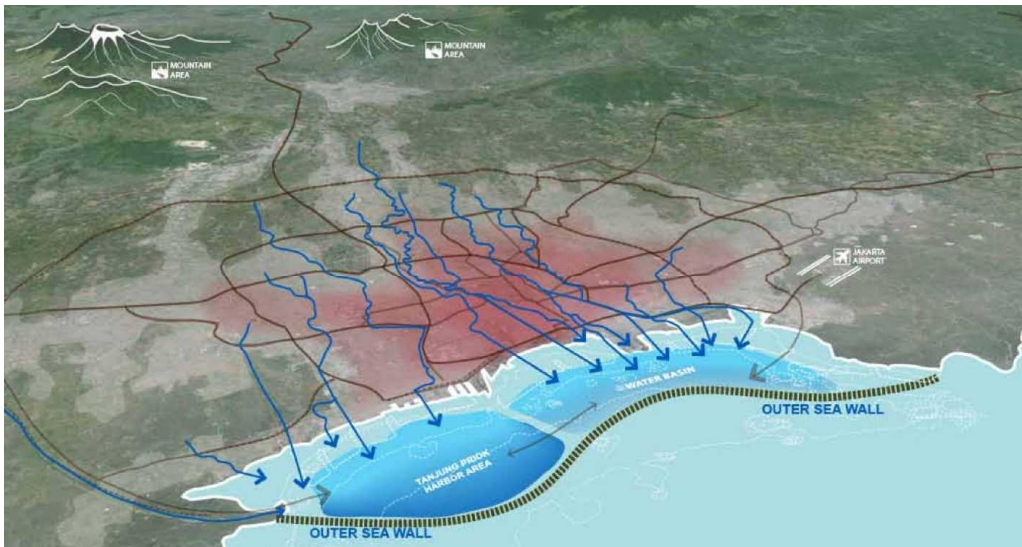 MOUNTAIN
AREA
MOUNTAIN
AREA
JAKARTA
AIRPORT
WATER BASIN
OUTER SEA WALL
TANJUNG PRIOK
HARBOR AREA
OUTER SEA WALL